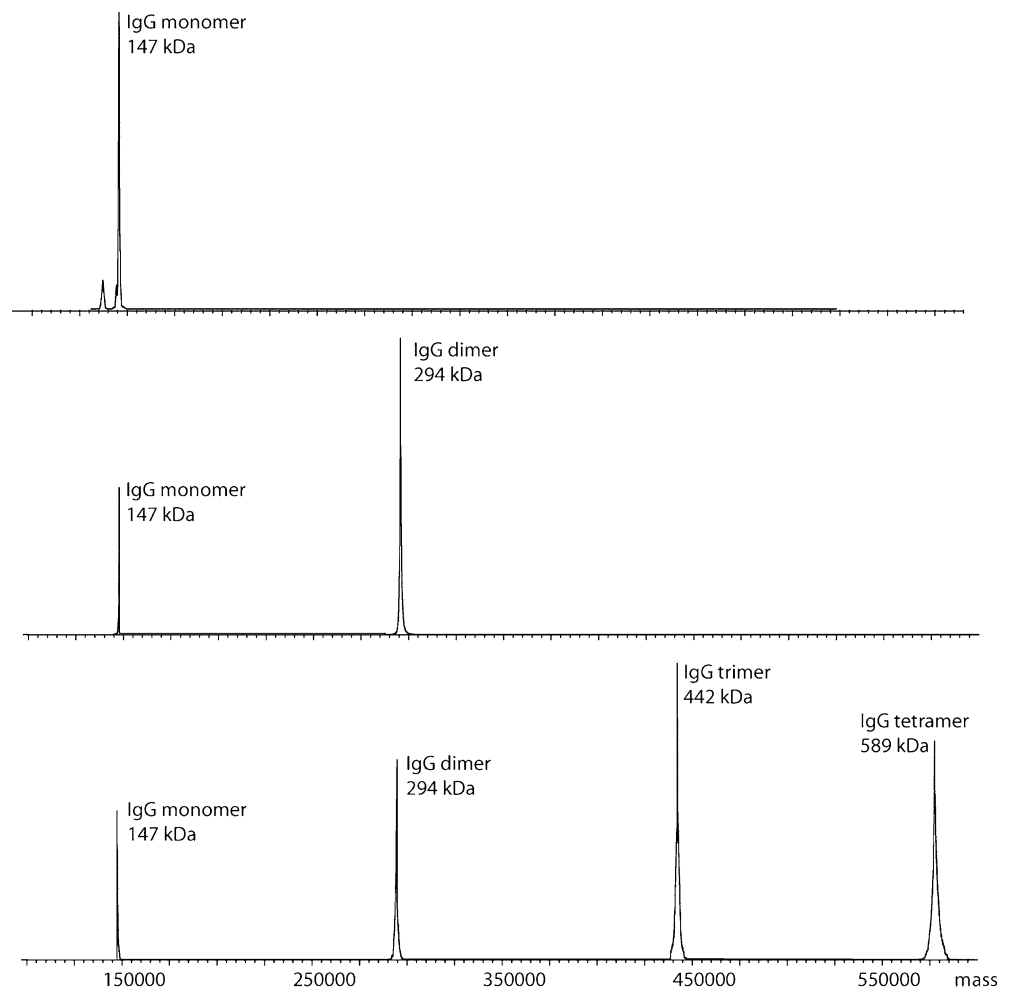 IgG monomer
147 kDa
IgG dimer
294 kDa
IgG monomer
147 kDa
IgG trimer
442 kDa
IgG tetramer
589 kDa
IgG dimer
294 kDa
IgG monomer
147 kDa
150000 250000 350000 450000 550000 mass